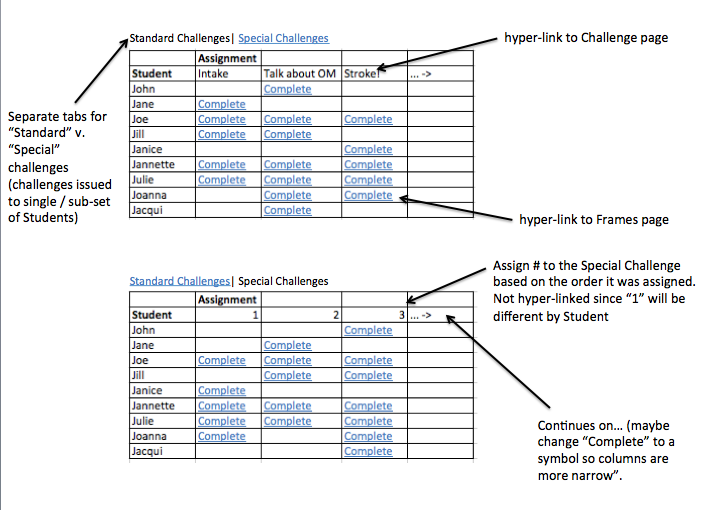 Standard Challenges| Special Challenges
hyper-link to Challenge page
Assignment
Student Intake Talk about OM Stroke! ... ->
John Complete
Jane Complete
Joe Complete Complete Complete
Jill Complete Complete
Janice Complete
Jannette Complete Complete Complete
Julie Complete Complete Complete
Joanna Complete Complete
Jacqui Complete
Separate tabs for
“Standard” v.
“Special”
challenges
(challenges issued
to single / sub-set
of Students)
hyper-link to Frames page
Standard Challenges| Special Challenges
Assignment
Student 1 2 3 ... ->
John Complete
Jane Complete
Joe Complete Complete Complete
Jill Complete Complete
Janice Complete
Jannette Complete Complete Complete
Julie Complete Complete Complete
Joanna Complete Complete
Jacqui Complete
Assign # to the Special Challenge
based on the order it was assigned.
Not hyper-linked since “1” will be
different by Student
Continues on... (maybe
change “Complete” to a
symbol so columns are
more narrow”.